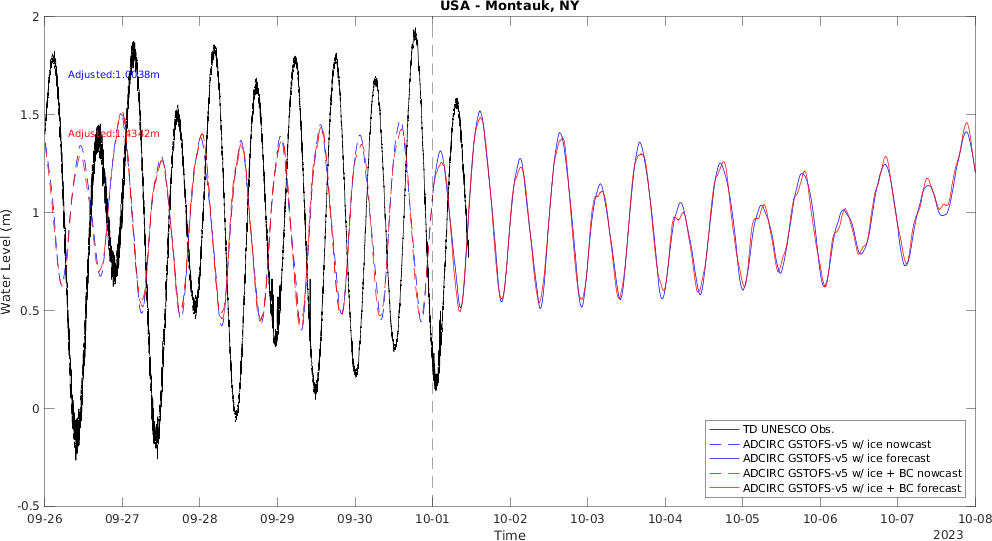 USA - Montauk, NY
2
1.5
1
0.5
0
-0.5
Water Level (m)
Adjusted:1.0038m
Adjusted:1.4342m
TD UNESCO Obs.
ADCIRC GSTOFS-v5 w/ ice nowcast
ADCIRC GSTOFS-v5 w/ ice forecast
ADCIRC GSTOFS-v5 w/ ice + BC nowcast
ADCIRC GSTOFS-v5 w/ ice + BC forecast
09-26 09-27 09-28 09-29 09-30 10-01 10-02 10-03 10-04 10-05 10-06 10-07 10-08
Time
2023